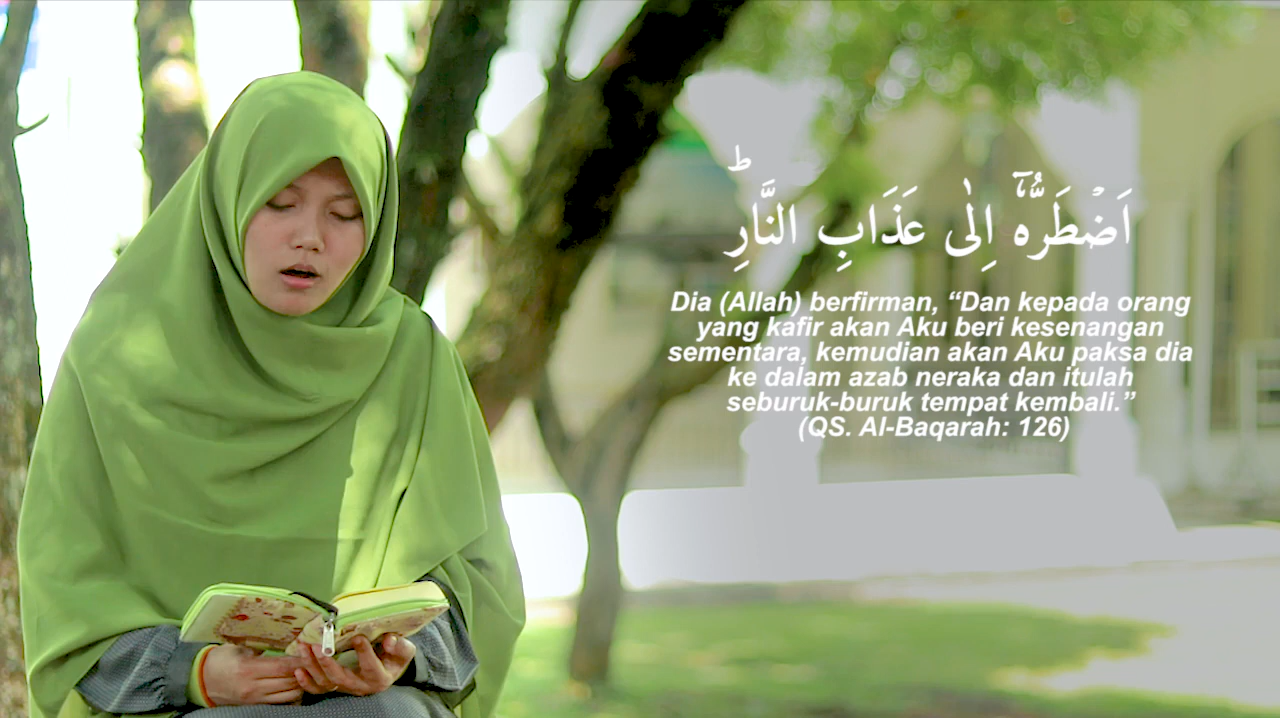 اَضْطَرُّهٗٓ اِلٰى عَذَابِ النَّارِۗ
Dia (Allah) berfirman, “Dan kepada orang
yang kafir akan Aku beri kesenangan
sementara, kemudian akan Aku paksa dia
ke dalam azab neraka dan itulah
seburuk-buruk tempat kembali.”
(QS. Al-Baqarah: 126)